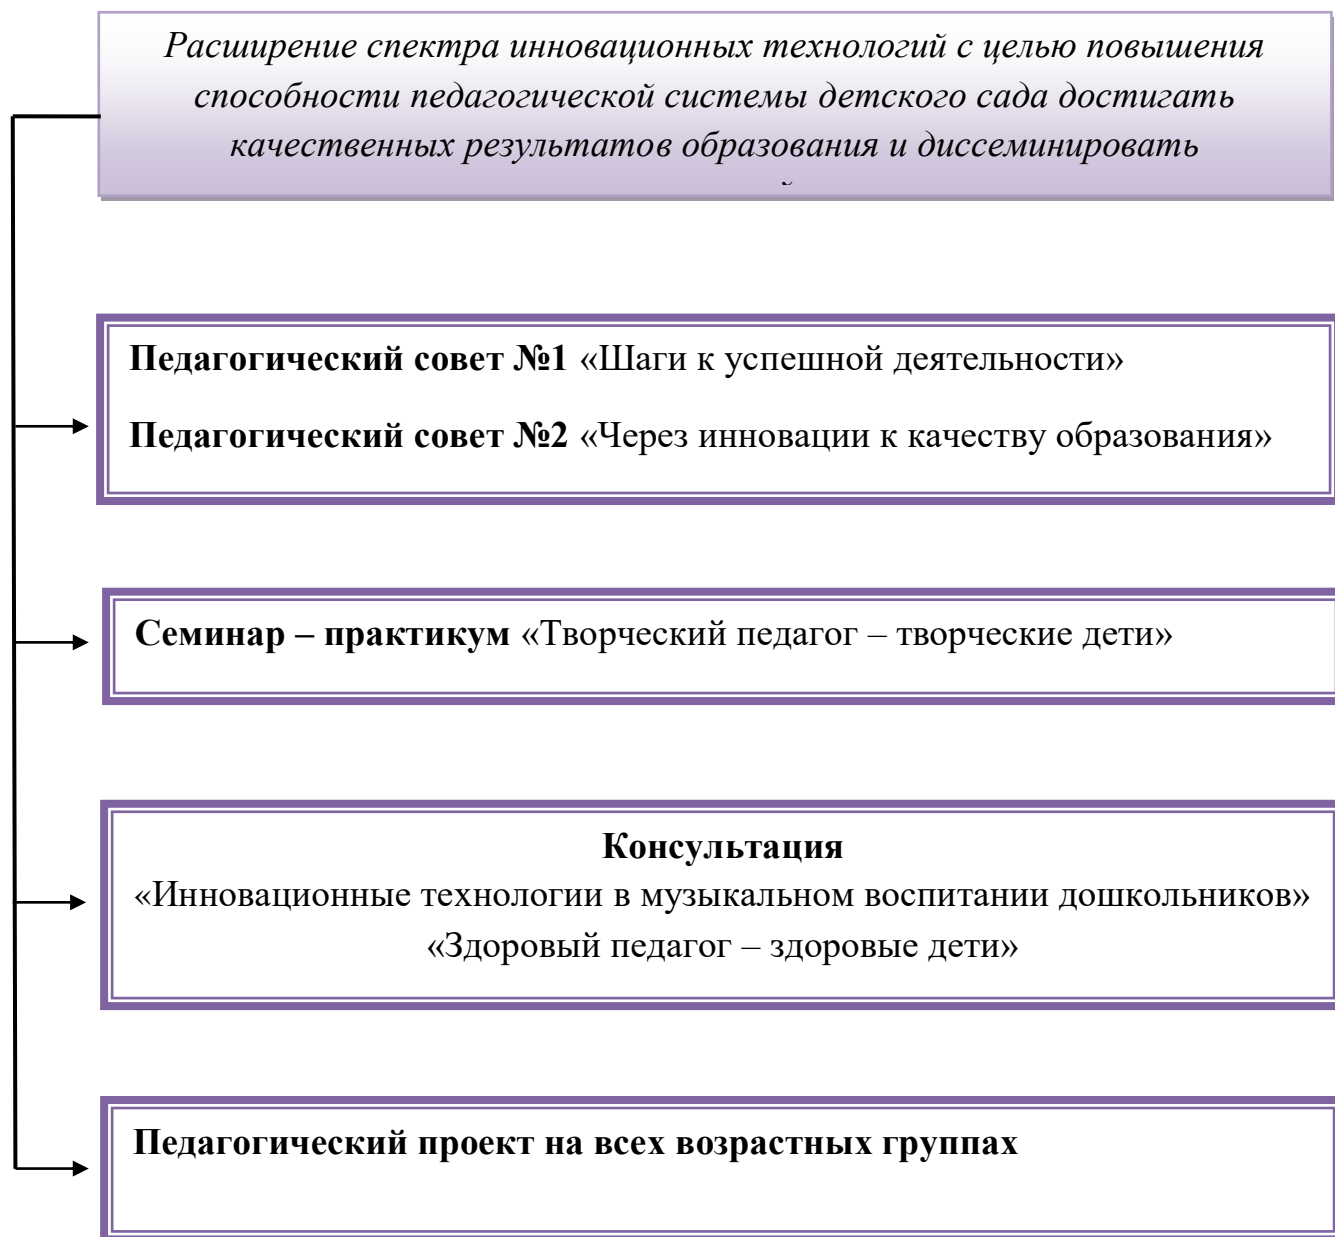 Расширение спектра инновационных технологий с целью повышения
способности педагогической системы детского сада достигать
качественных результатов образования и диссеминировать
Педагогический совет №1 «Шаги к успешной деятельности»
Педагогический совет №2 «Через инновации к качеству образования»
Семинар – практикум «Творческий педагог – творческие дети»
Консультация
«Инновационные технологии в музыкальном воспитании дошкольников»
«Здоровый педагог – здоровые дети»
Педагогический проект на всех возрастных группах